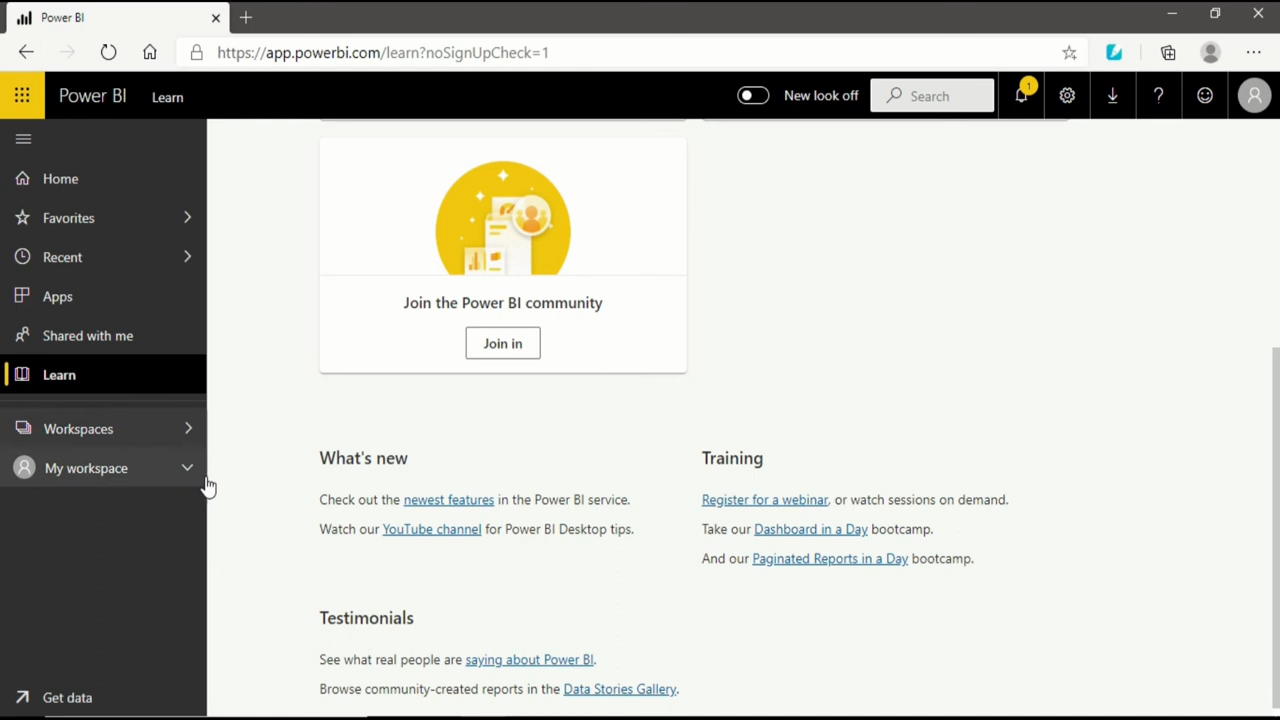 Power BI
https://app.powerbi.com/learn?noSignUpCheck=1
Power BI Learn New look off Search 1 ?
Home
Favorites
Recent
Apps
Shared with me
Learn
Workspaces
My workspace
Get data
Join the Power BI community
Join in
What's new
Check out the newest features in the Power BI service.
Watch our YouTube channel for Power BI Desktop tips.
Training
Register for a webinar, or watch sessions on demand.
Take our Dashboard in a Day bootcamp.
And our Paginated Reports in a Day bootcamp.
Testimonials
See what real people are saying about Power BI.
Browse community-created reports in the Data Stories Gallery.